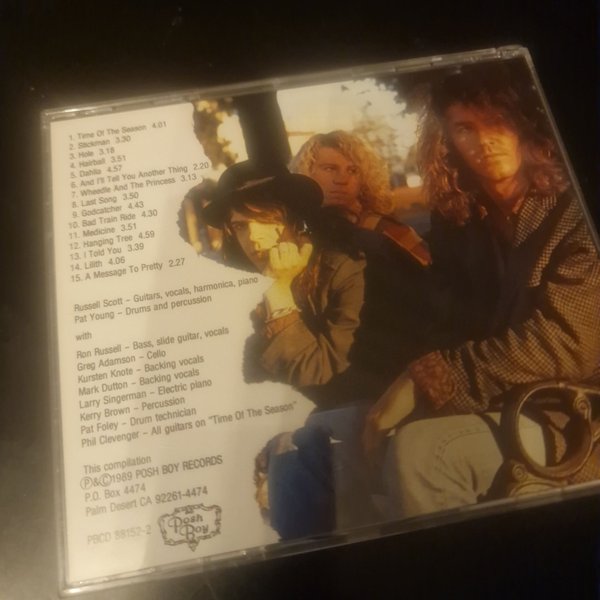 1. Time Of The Season 4.01
2. Stickman 3.30
3. Hole 3.18
4. Hairball 3.51
5. Dahlia 4.57
6. And I'll Tell You Another Thing 2.20
7. Wheedle And The Princess 3.13
8. Last Song 3.50
9. Godcatcher 4.43
10. Bad Train Ride 4.30
11. Medicine 3.51
12. Hanging Tree 4.59
13. I Told You 3.39
14. Lilith 4.06
15. A Message To Pretty 2.27
Russell Scott – Guitars, vocals, harmonica, piano
Pat Young – Drums and percussion
with
Ron Russell – Bass, slide guitar, vocals
Greg Adamson – Cello
Kursten Knote – Backing vocals
Mark Dutton – Backing vocals
Larry Singerman – Electric piano
Kerry Brown – Percussion
Pat Foley – Drum technician
Phil Clevenger – All guitars on "Time Of The Season"
This compilation
Ⓟ&©1989 POSH BOY RECORDS
P.O. Box 4474
Palm Desert CA 92261-4474
PBCD 88152-2
Posh
Boy